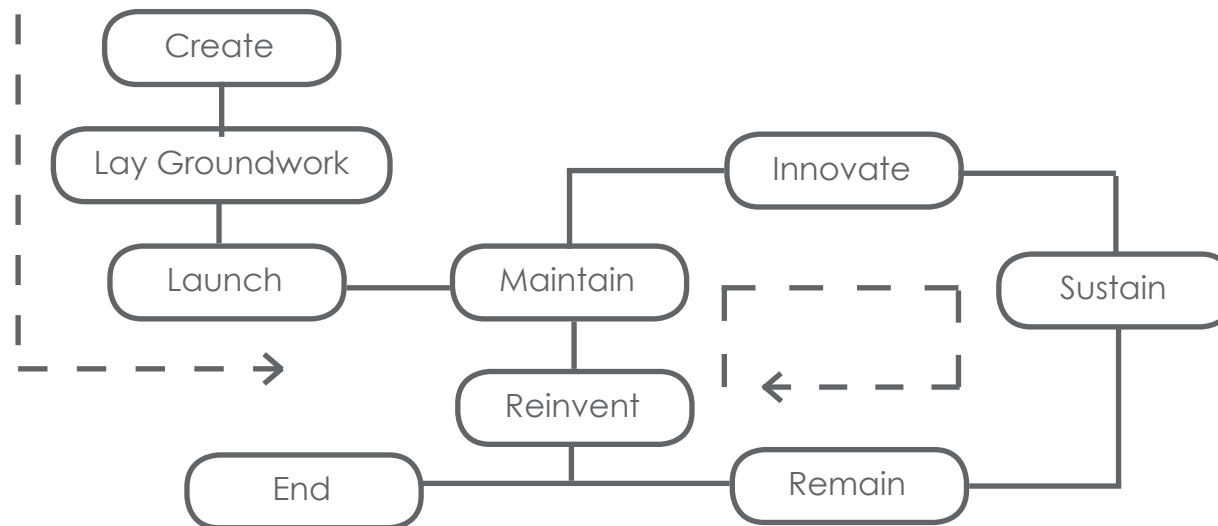 Create
Lay Groundwork
Innovate
Launch
Maintain
Sustain
Reinvent
End
Remain